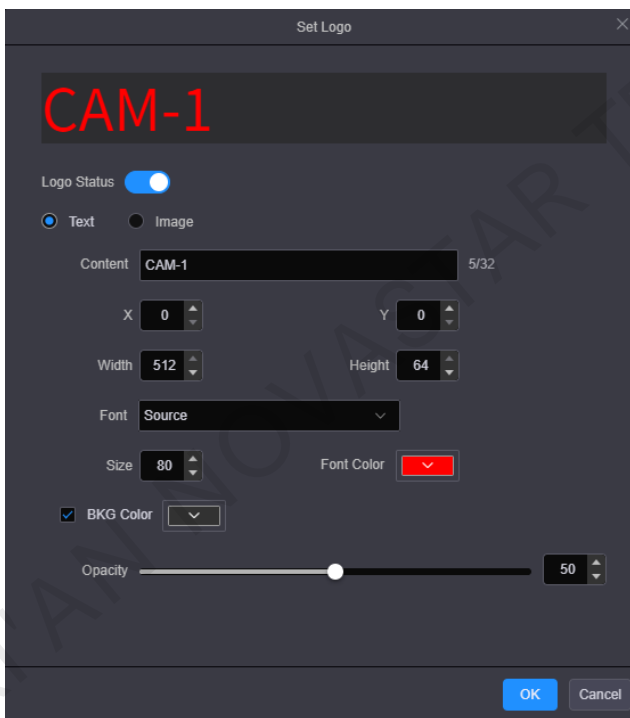 Set Logo
CAM-1
Logo Status
Text Image
Content CAM-1 5/32
X 0 Y 0
Width 512 Height 64
Font Source
Size 80 Font Color
BKG Color
Opacity 50
OK Cancel